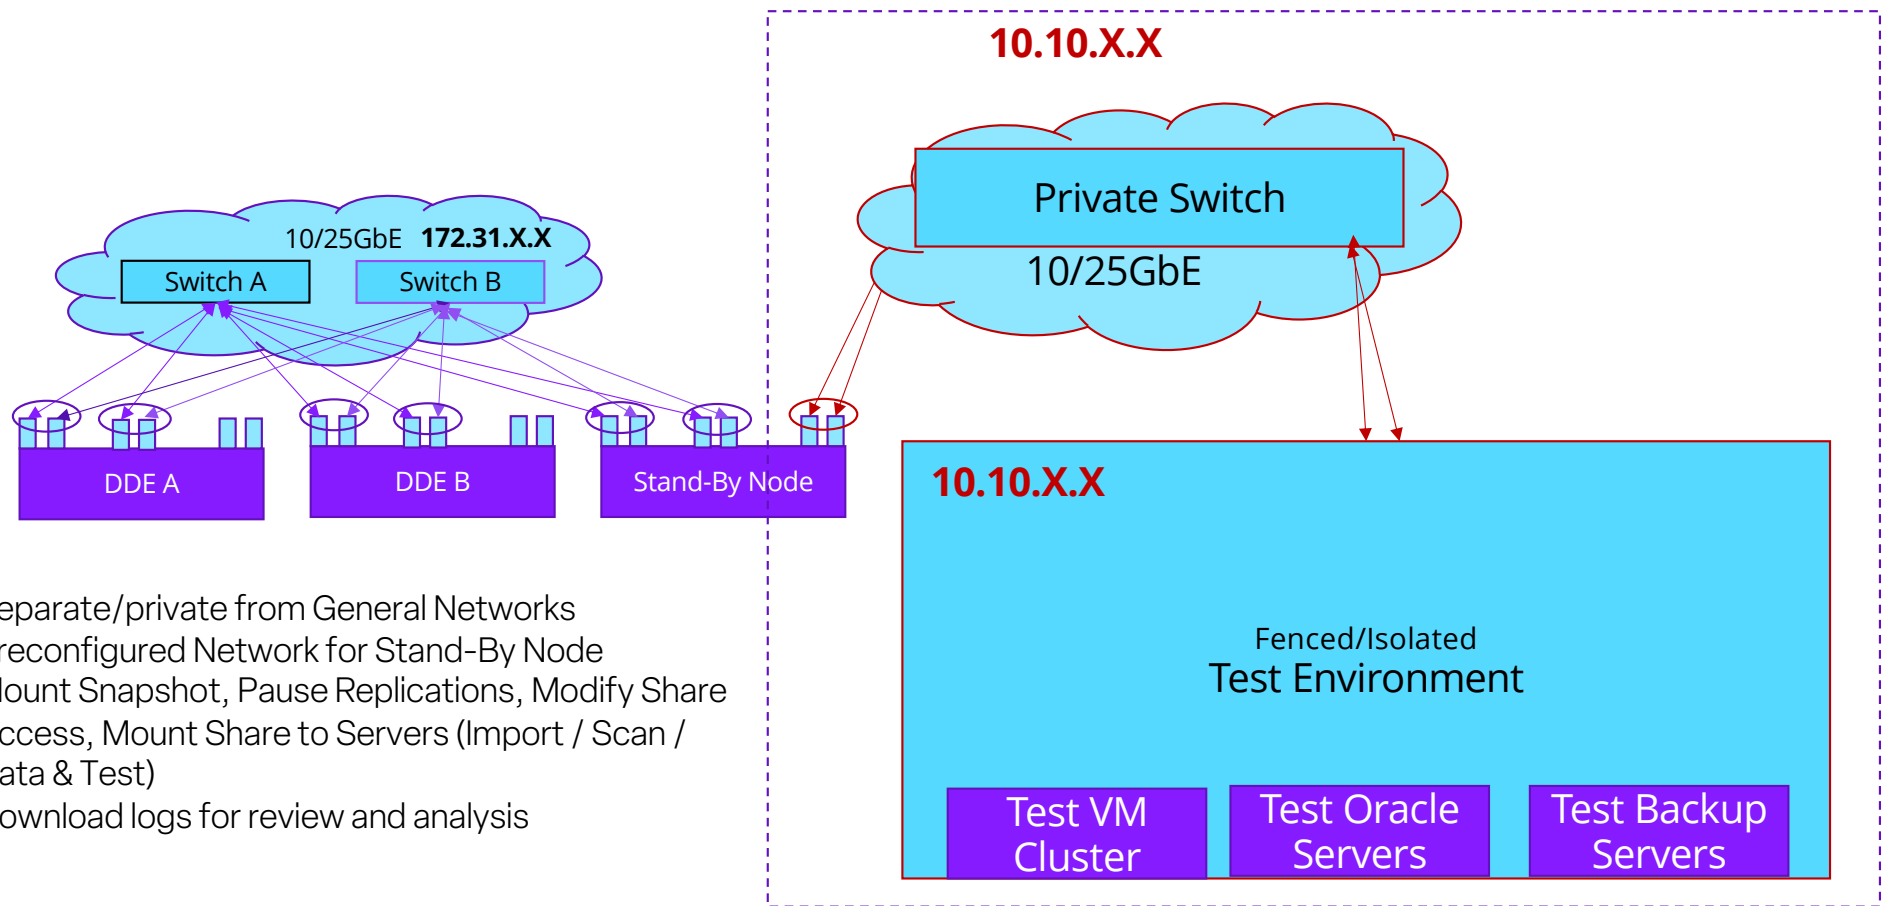 10.10.X.X
Private Switch
10/25GbE
10/25GbE 172.31.X.X
Switch A
Switch B
DDE A
DDE B
Stand-By Node
10.10.X.X
Fenced/Isolated
Test Environment
Test VM
Cluster
Test Oracle
Servers
Test Backup
Servers
eparate/private from General Networks
reconfigured Network for Stand-By Node
ount Snapshot, Pause Replications, Modify Share
ccess, Mount Share to Servers (Import / Scan /
ata & Test)
ownload logs for review and analysis